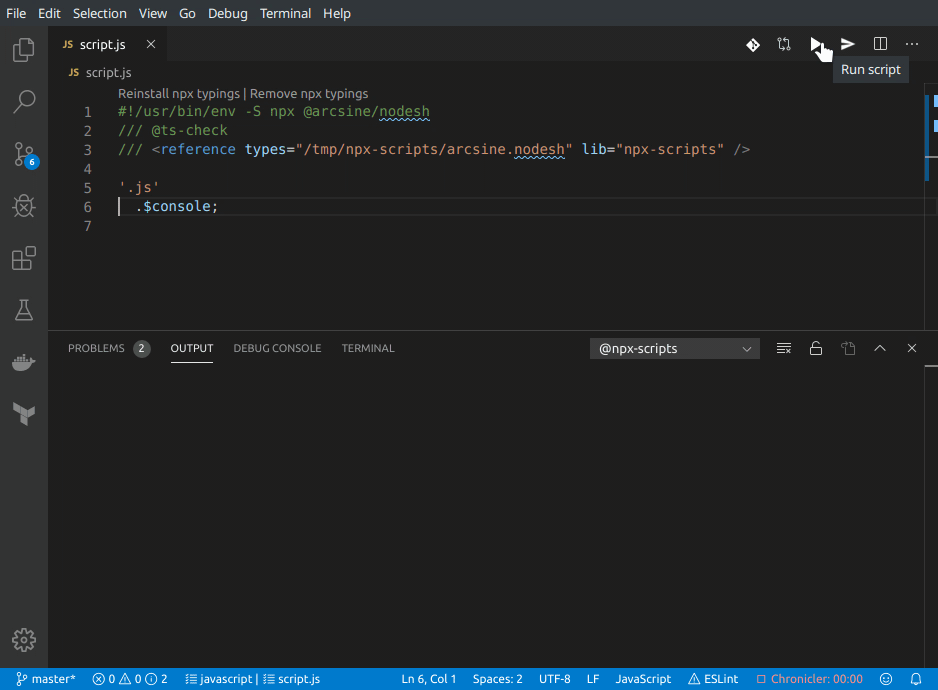 File Edit Selection View Go Debug Terminal Help
JS script.js
Run script
JS script.js
6
Reinstall npx typings | Remove npx typings
1 #!/usr/bin/env -S npx @arcsine/nodesh
2 /// @ts-check
3 /// <reference types="/tmp/npx-scripts/arcsine.nodesh" lib="npx-scripts" />
4
5 '.js'
6 .$console;
7
PROBLEMS 2 OUTPUT DEBUG CONSOLE TERMINAL @npx-scripts
master* 0 0 2 javascript | script.js Ln 6, Col 1 Spaces: 2 UTF-8 LF JavaScript ESLint Chronicler: 00:00